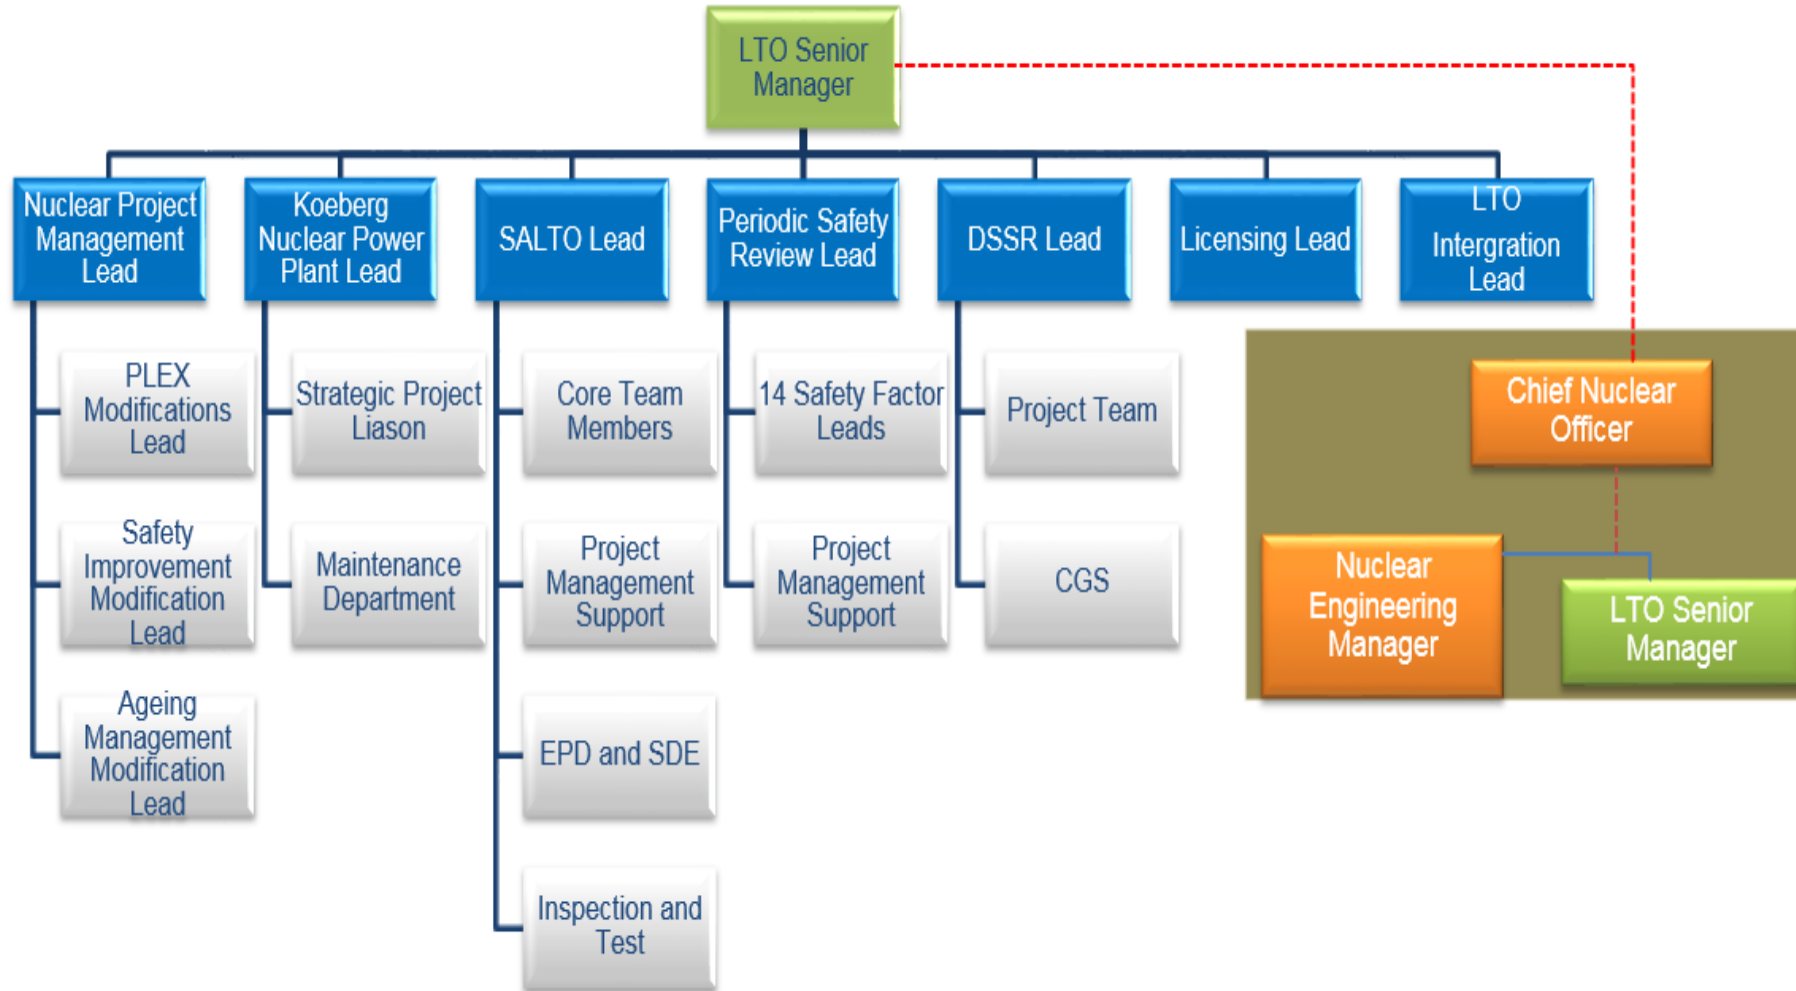 LTO Senior
Manager
Nuclear Project
Management
Lead
Koeberg
Nuclear Power
Plant Lead
SALTO Lead
Periodic Safety
Review Lead
DSSR Lead
Licensing Lead
LTO
Intergration
Lead
PLEX
Modifications
Lead
Safety
Improvement
Modification
Lead
Ageing
Management
Modification
Lead
Strategic Project
Liason
Maintenance
Department
Core Team
Members
Project
Management
Support
EPD and SDE
Inspection and
Test
14 Safety Factor
Leads
Project
Management
Support
Project Team
CGS
Chief Nuclear
Officer
Nuclear
Engineering
Manager
LTO Senior
Manager